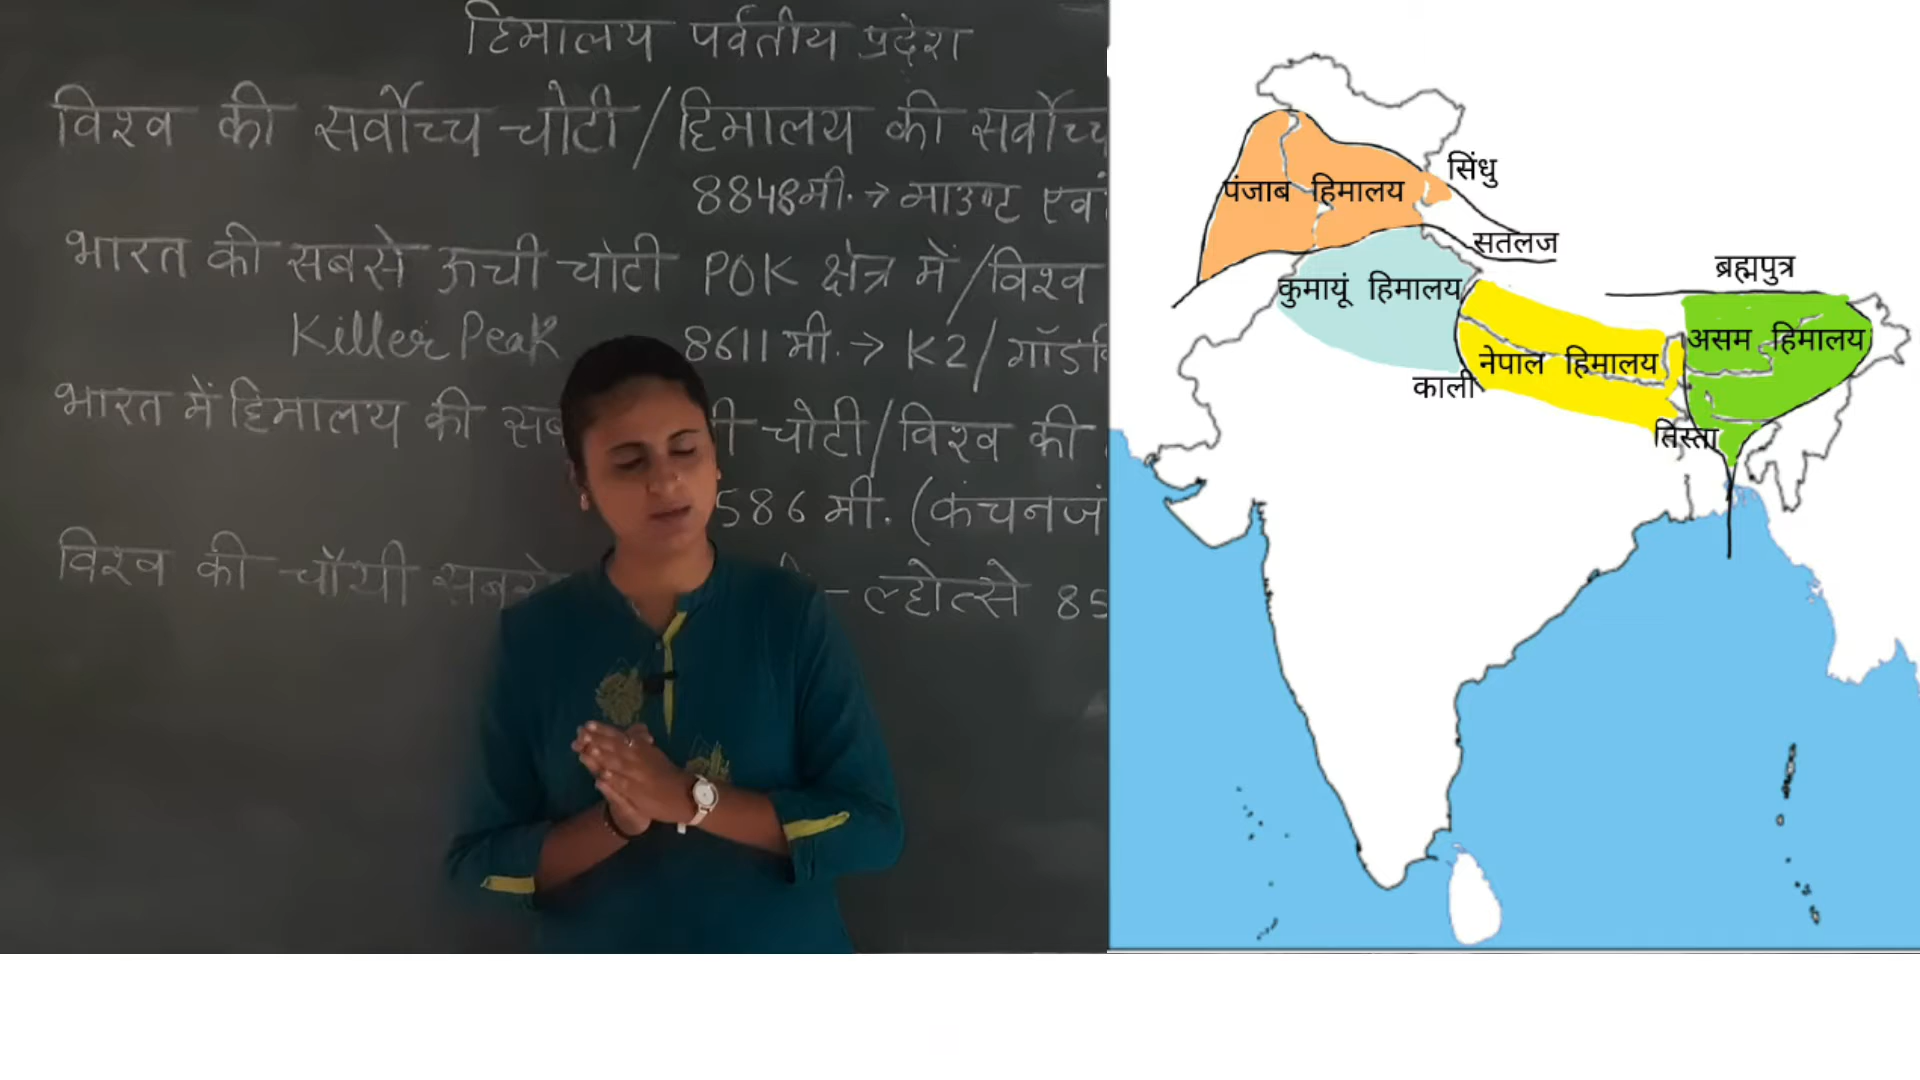 हिमालय पर्वतीय प्रदेश
विश्व की सर्वोच्च चोटी / हिमालय की सर्वोच्च
8848मी. → माउण्ट एवं
भारत की सबसे ऊंची चोटी POK क्षेत्र में / विश्व
Killer Peak 8611 मी. → K2 / गॉडवि
भारत में हिमालय की सब ी चोटी / विश्व की
586 मी. (कंचनजं
विश्व की चौथी सबसे – ल्होत्से 85
सिंधु
पंजाब हिमालय
सतलज
ब्रह्मपुत्र
कुमायूं हिमालय
असम हिमालय
नेपाल हिमालय
काली
तिस्ता